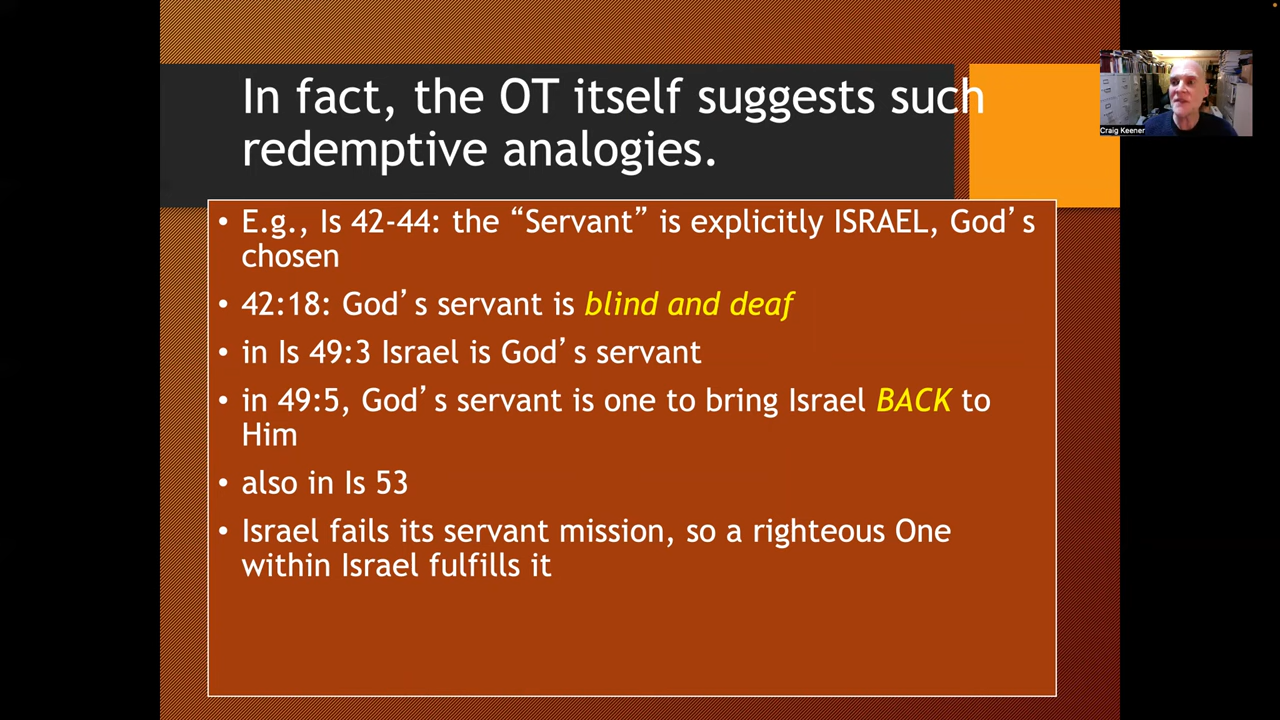 In fact, the OT itself suggests such
redemptive analogies.
• E.g., Is 42-44: the “Servant” is explicitly ISRAEL, God’s
chosen
• 42:18: God’s servant is blind and deaf
• in Is 49:3 Israel is God’s servant
• in 49:5, God’s servant is one to bring Israel BACK to
Him
• also in Is 53
• Israel fails its servant mission, so a righteous One
within Israel fulfills it
Craig Keener